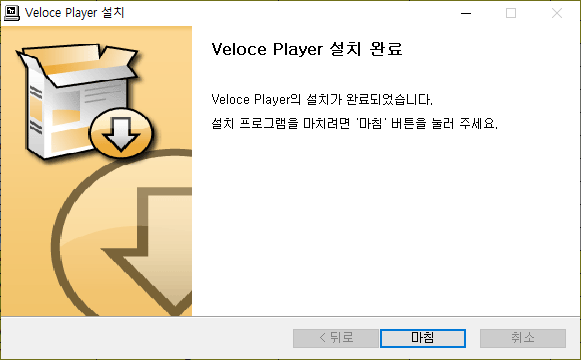 Veloce Player 설치
Veloce Player 설치 완료
Veloce Player의 설치가 완료되었습니다.
설치 프로그램을 마치려면 '마침' 버튼을 눌러 주세요.
< 뒤로
마침
취소